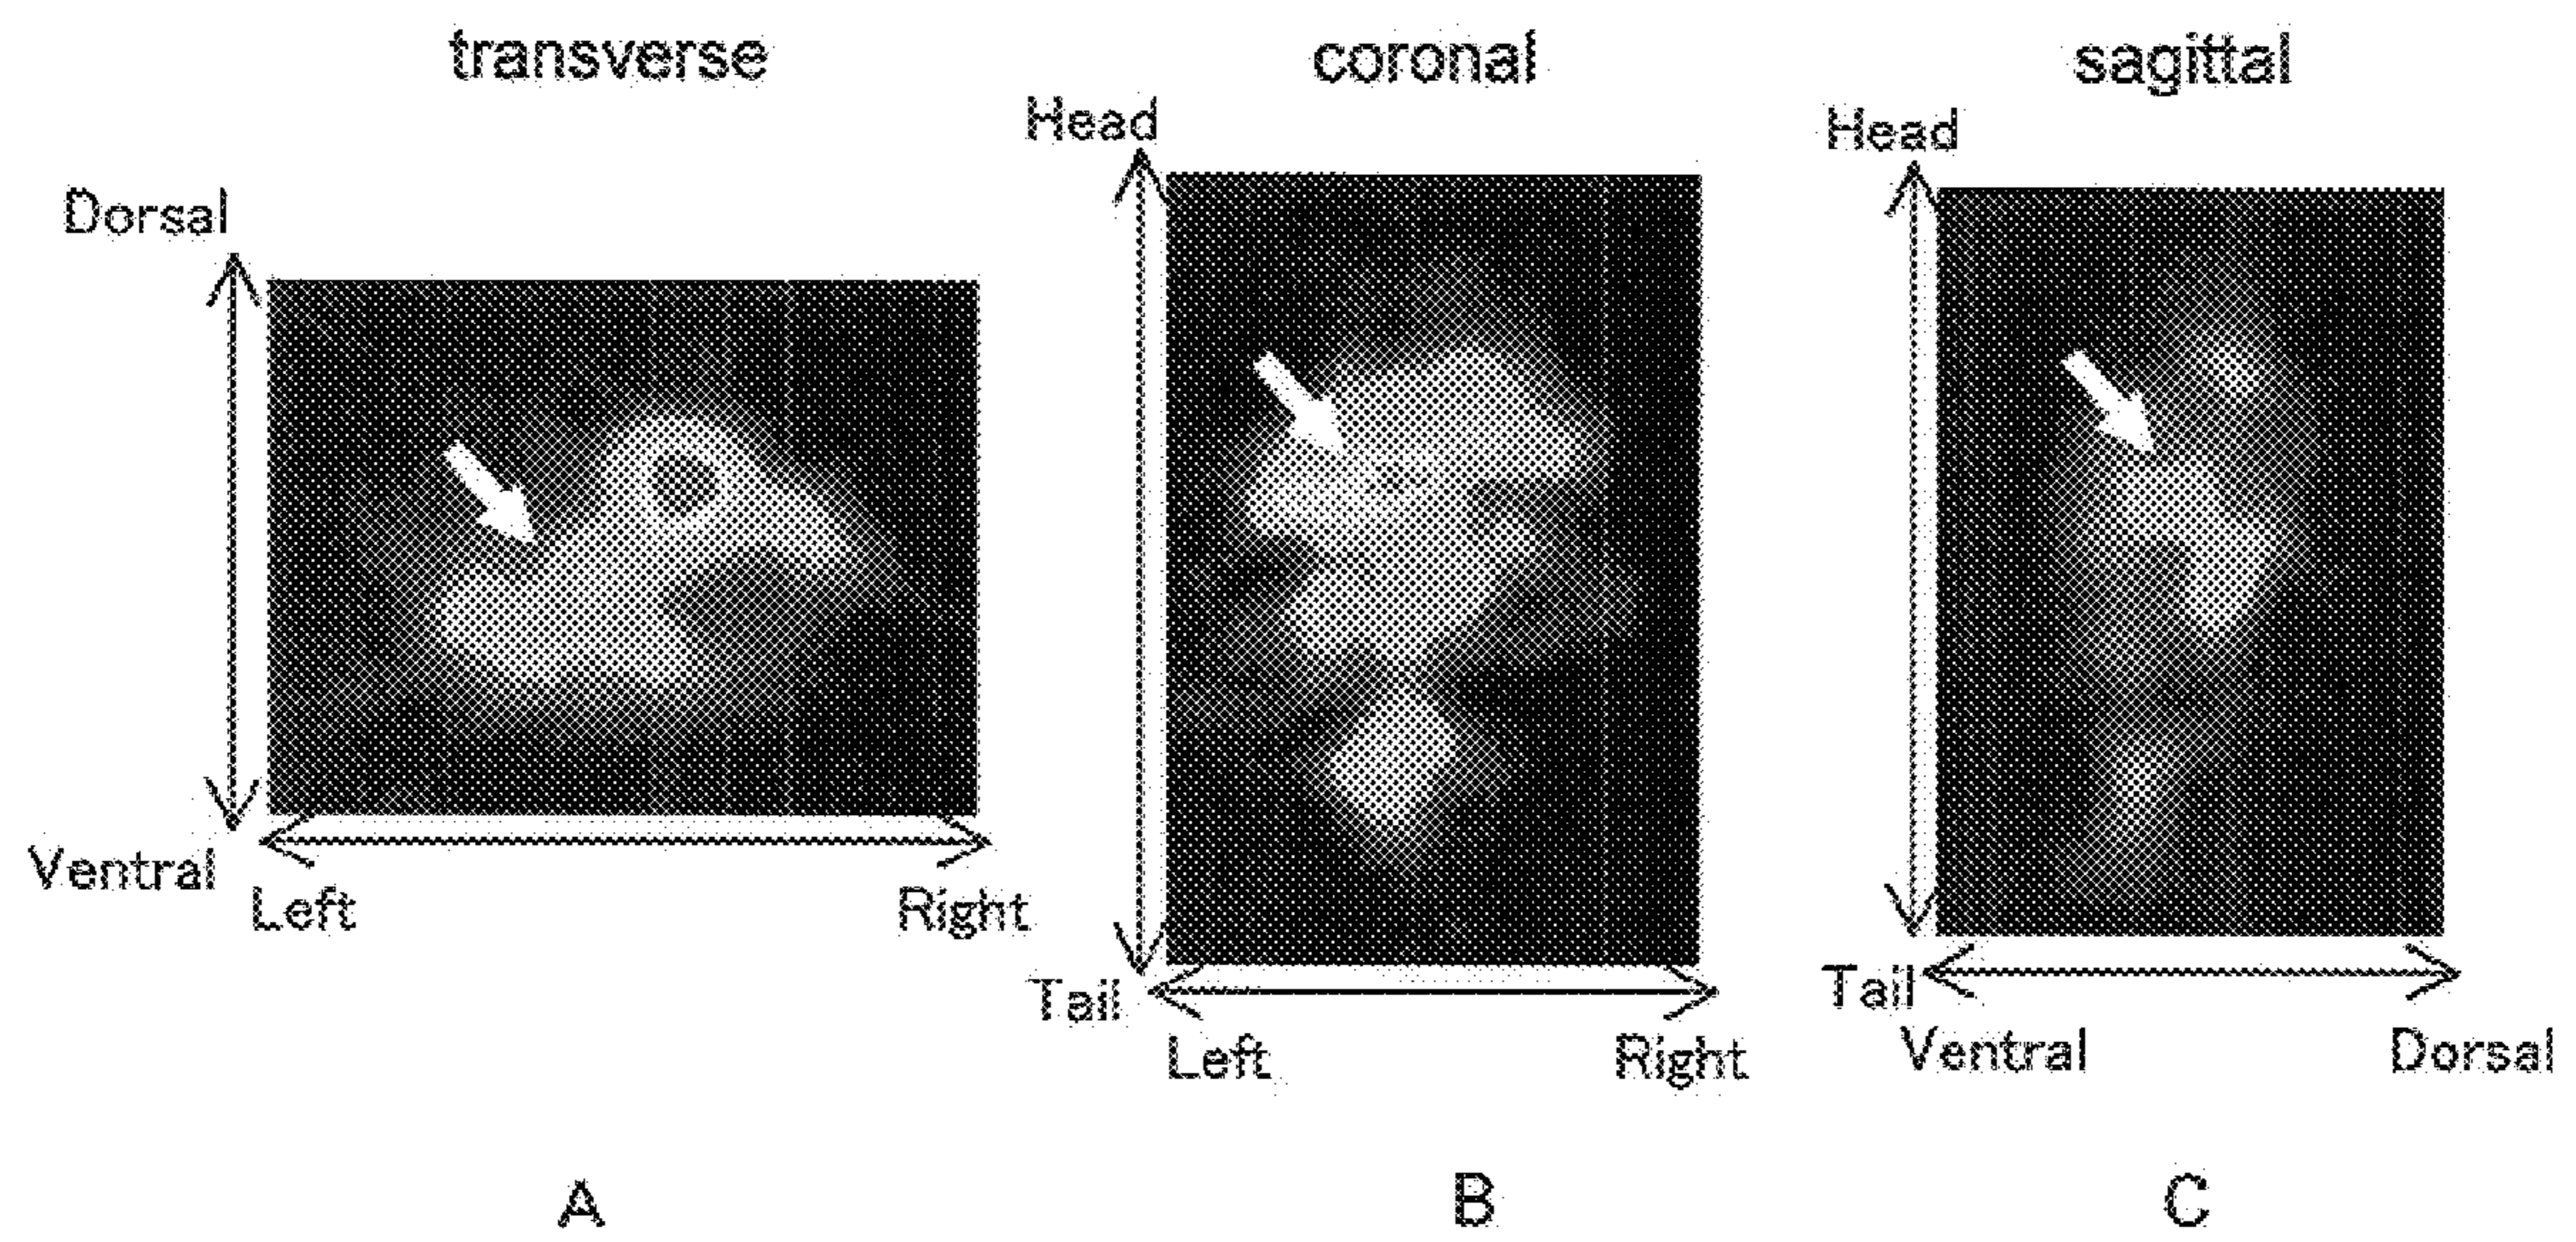 transverse
coronal
sagittal
Head
Head
Dorsal
Ventral
Left
Right
Tail
Left
Right
Tail
Ventral
Dorsal
A
B
C